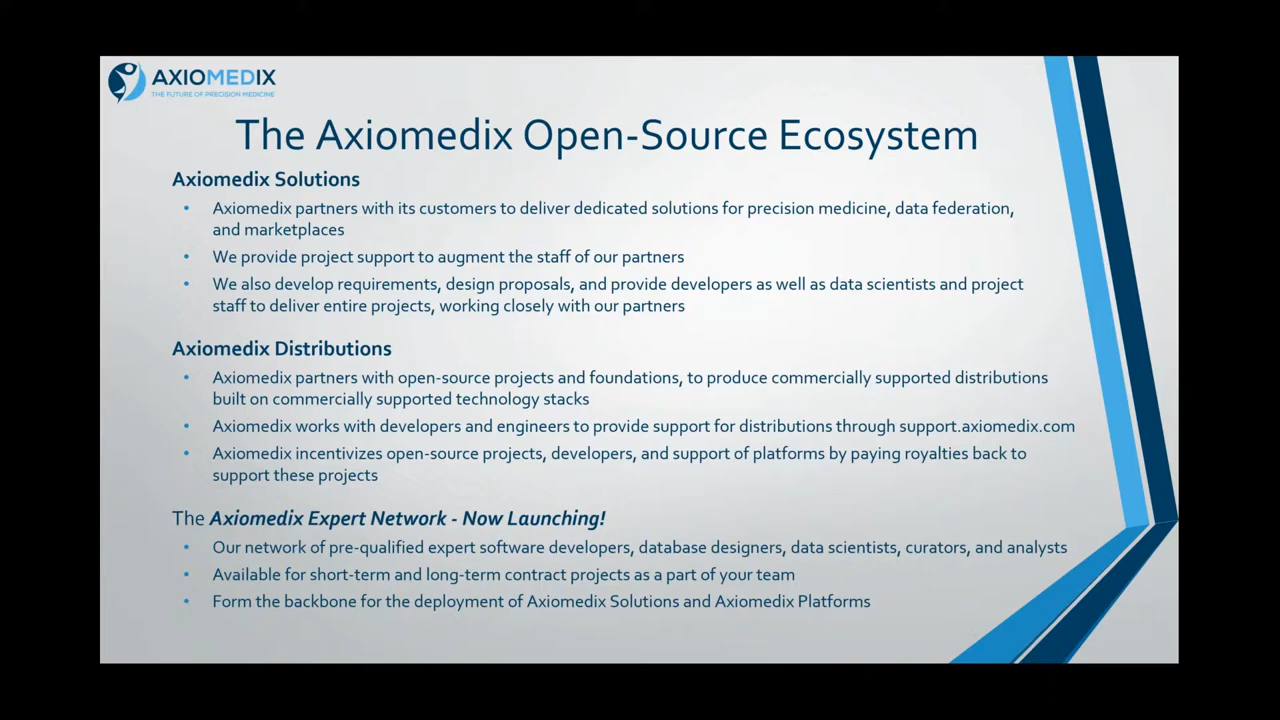 AXIOMEDIX
THE FUTURE OF PRECISION MEDICINE
The Axiomedix Open-Source Ecosystem
Axiomedix Solutions
• Axiomedix partners with its customers to deliver dedicated solutions for precision medicine, data federation,
and marketplaces
• We provide project support to augment the staff of our partners
• We also develop requirements, design proposals, and provide developers as well as data scientists and project
staff to deliver entire projects, working closely with our partners
Axiomedix Distributions
• Axiomedix partners with open-source projects and foundations, to produce commercially supported distributions
built on commercially supported technology stacks
• Axiomedix works with developers and engineers to provide support for distributions through support.axiomedix.com
• Axiomedix incentivizes open-source projects, developers, and support of platforms by paying royalties back to
support these projects
The Axiomedix Expert Network - Now Launching!
• Our network of pre-qualified expert software developers, database designers, data scientists, curators, and analysts
• Available for short-term and long-term contract projects as a part of your team
• Form the backbone for the deployment of Axiomedix Solutions and Axiomedix Platforms